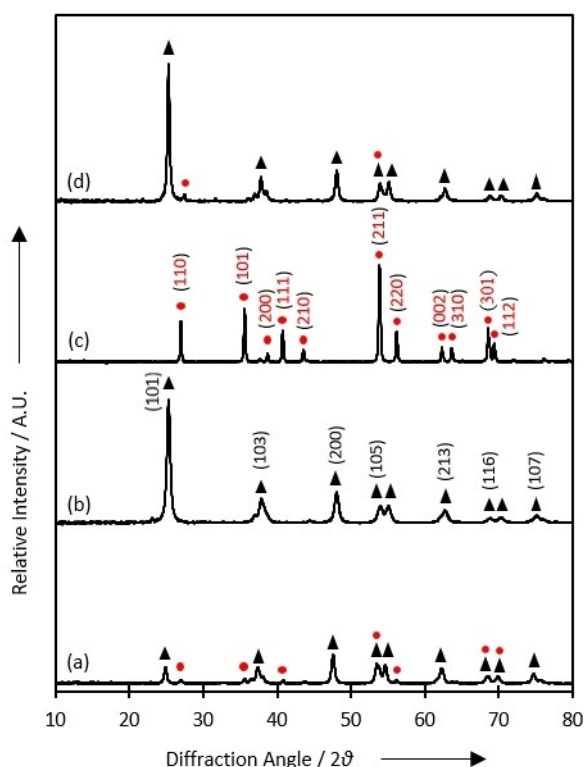 (d)
(110)
(101)
(200)
(111)
(210)
(211)
(220)
(002)
(310)
(301)
(112)
(c)
(101)
(103)
(200)
(105)
(213)
(116)
(107)
(b)
(a)
10 20 30 40 50 60 70 80
Diffraction Angle / 2ϑ
Relative Intensity / A.U.